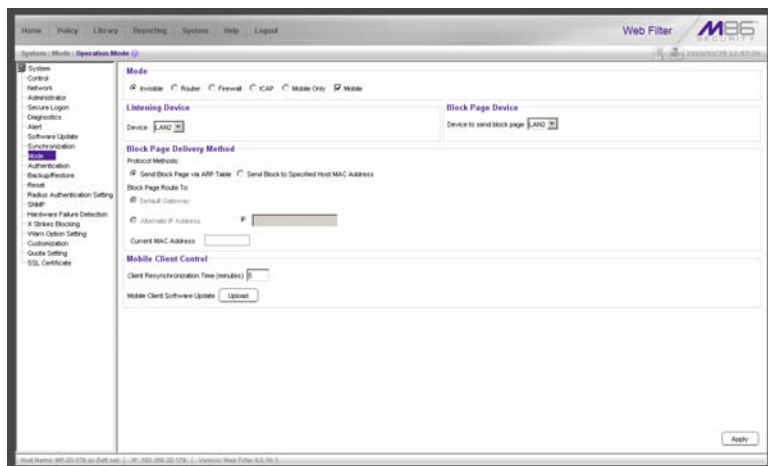 Home Policy Library Reporting System Help Logout
Web Filter M86 SECURITY
System : Mode : Operation Mode
System
Control
Network
Administrator
Secure Logon
Diagnostics
Alert
Software Update
Synchronization
Mode
Authentication
Backup/Restore
Reset
Radius Authentication Setting
SNMP
Hardware Failure Detection
X Strikes Blocking
Warn Option Setting
Customization
Quota Setting
SSL Certificate
Mode
Invisible Router Firewall ICAP Mobile Only Mobile
Listening Device
Device LAN2
Block Page Device
Device to send block page LAN2
Block Page Delivery Method
Protocol Methods:
Send Block Page via ARP Table Send Block to Specified Host MAC Address
Block Page Route To:
Default Gateway
Alternate IP Address IP
Current MAC Address
Mobile Client Control
Client Resynchronization Time (minutes) 5
Mobile Client Software Update Upload
Apply